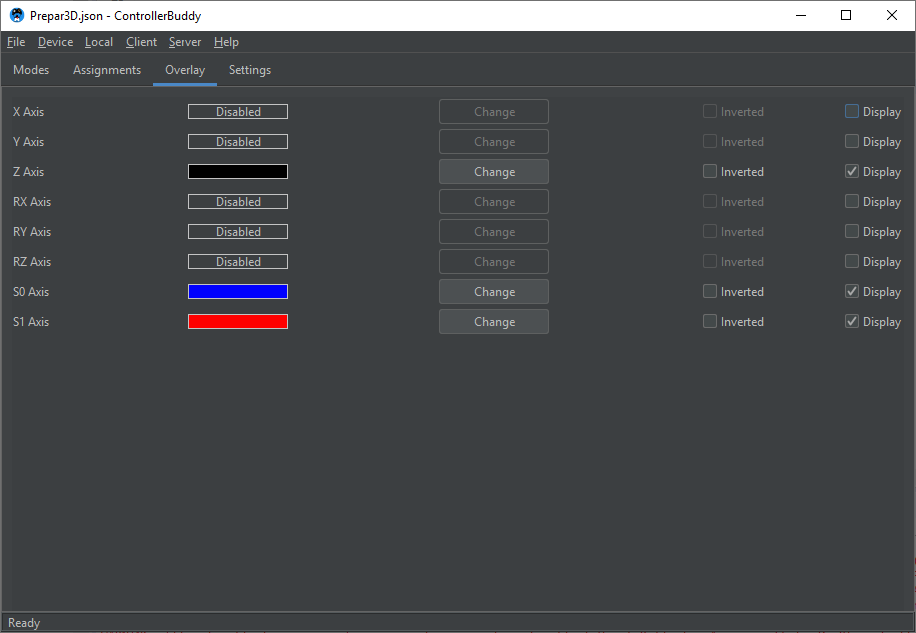 Prepar3D.json - ControllerBuddy
File Device Local Client Server Help
Modes Assignments Overlay Settings
X Axis Disabled Change Inverted Display
Y Axis Disabled Change Inverted Display
Z Axis Change Inverted Display
RX Axis Disabled Change Inverted Display
RY Axis Disabled Change Inverted Display
RZ Axis Disabled Change Inverted Display
S0 Axis Change Inverted Display
S1 Axis Change Inverted Display
Ready